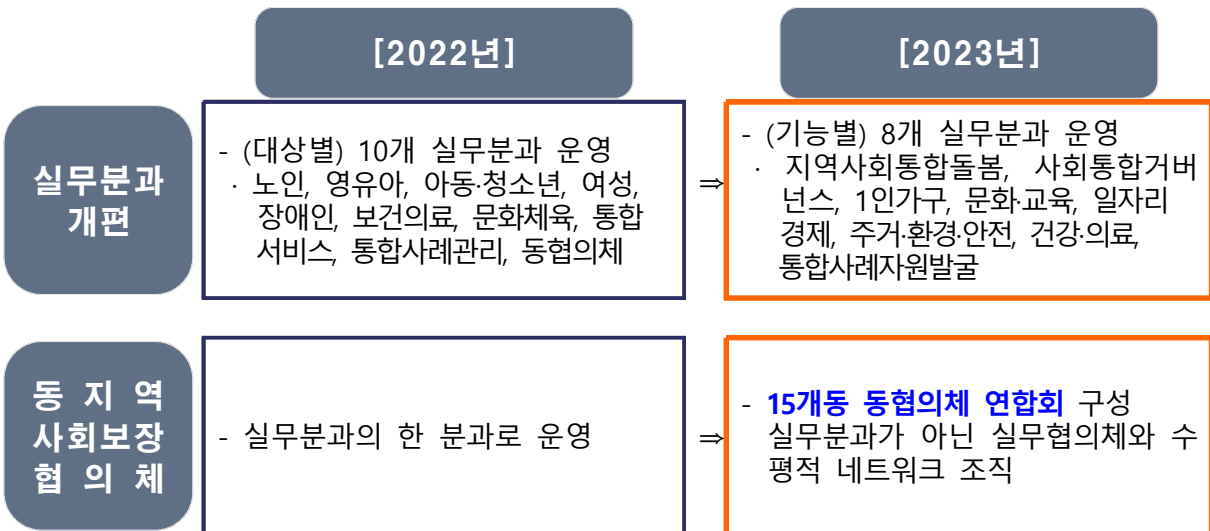 [2022년]
[2023년]
실무분과
개편
- (대상별) 10개 실무분과 운영
· 노인, 영유아, 아동·청소년, 여성,
장애인, 보건의료, 문화체육, 통합
서비스, 통합사례관리, 동협의체
⇒
- (기능별) 8개 실무분과 운영
· 지역사회통합돌봄, 사회통합거버
넌스, 1인가구, 문화·교육, 일자리
경제, 주거·환경·안전, 건강·의료,
통합사례자원발굴
동 지 역
사회보장
협 의 체
- 실무분과의 한 분과로 운영
⇒
- 15개동 동협의체 연합회 구성
실무분과가 아닌 실무협의체와 수
평적 네트워크 조직